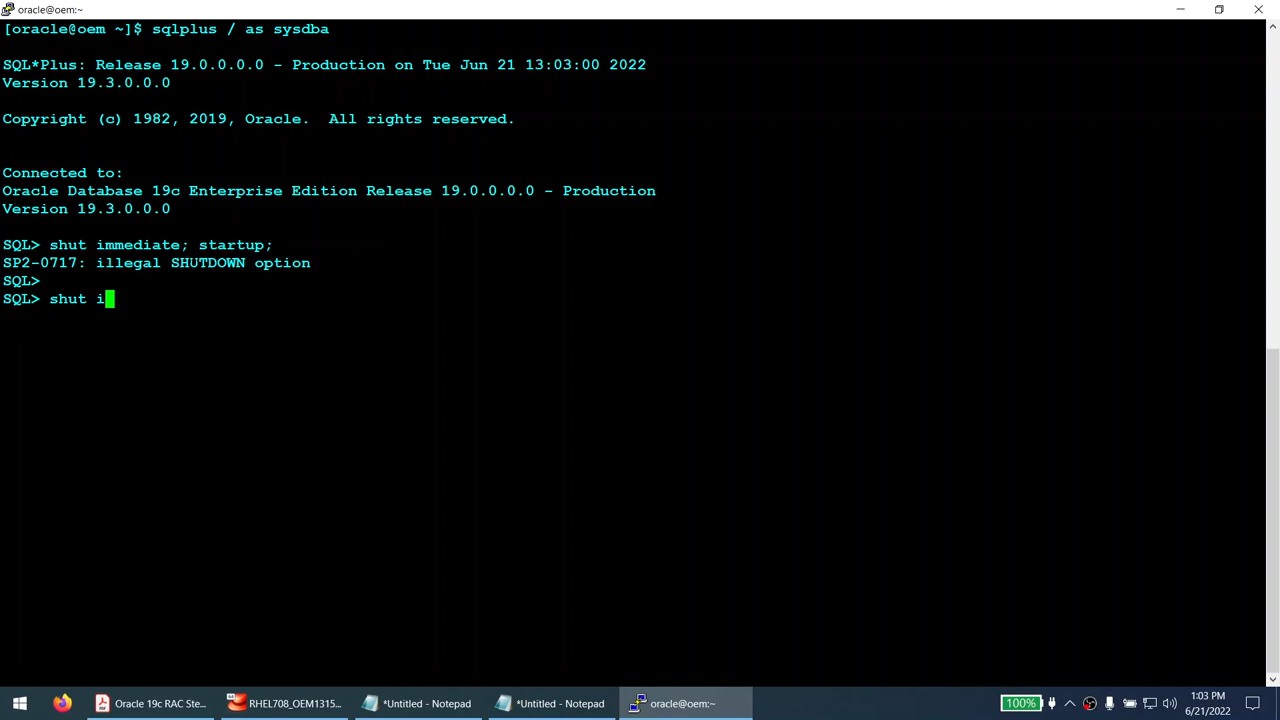 oracle@oem:~
[oracle@oem ~]$ sqlplus / as sysdba
SQL*Plus: Release 19.0.0.0.0 - Production on Tue Jun 21 13:03:00 2022
Version 19.3.0.0.0
Copyright (c) 1982, 2019, Oracle.  All rights reserved.
Connected to:
Oracle Database 19c Enterprise Edition Release 19.0.0.0.0 - Production
Version 19.3.0.0.0
SQL> shut immediate; startup;
SP2-0717: illegal SHUTDOWN option
SQL>
SQL> shut i
Oracle 19c RAC Ste...
RHEL708_OEM131S...
*Untitled - Notepad
*Untitled - Notepad
oracle@oem:~
100%
1:03 PM
6/21/2022